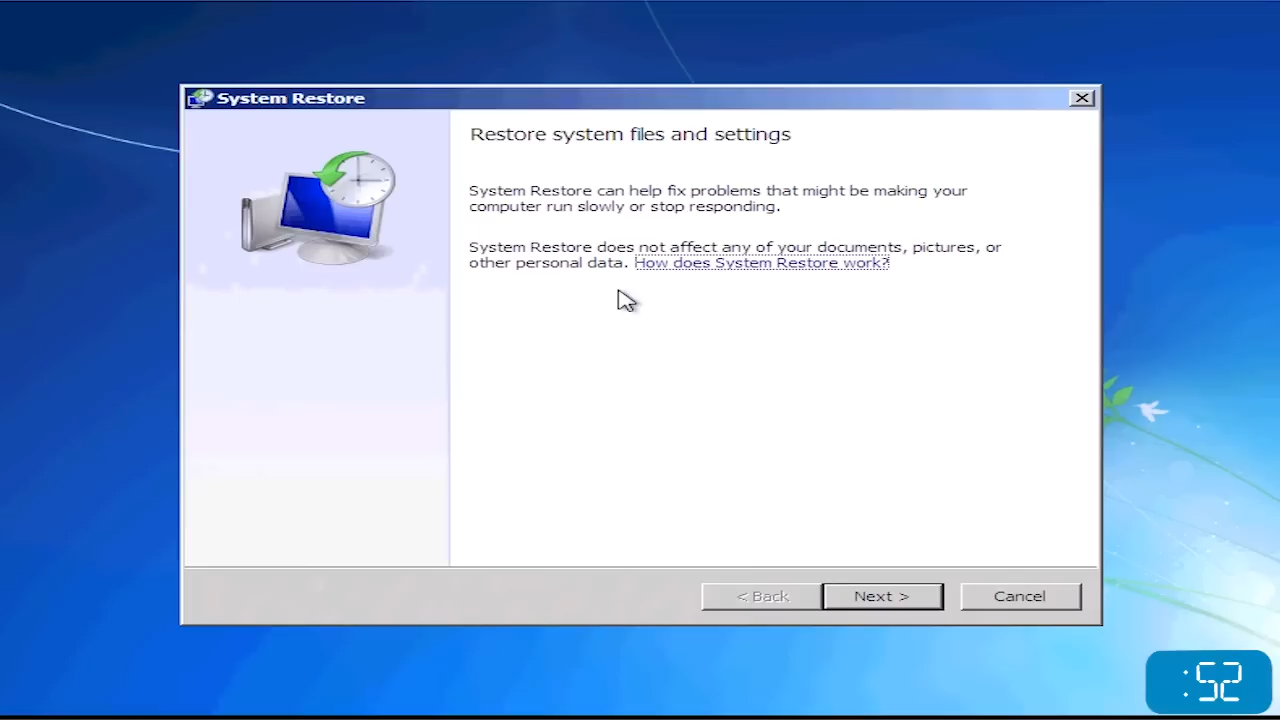 System Restore
Restore system files and settings
System Restore can help fix problems that might be making your
computer run slowly or stop responding.
System Restore does not affect any of your documents, pictures, or
other personal data. How does System Restore work?
< Back
Next >
Cancel
:52